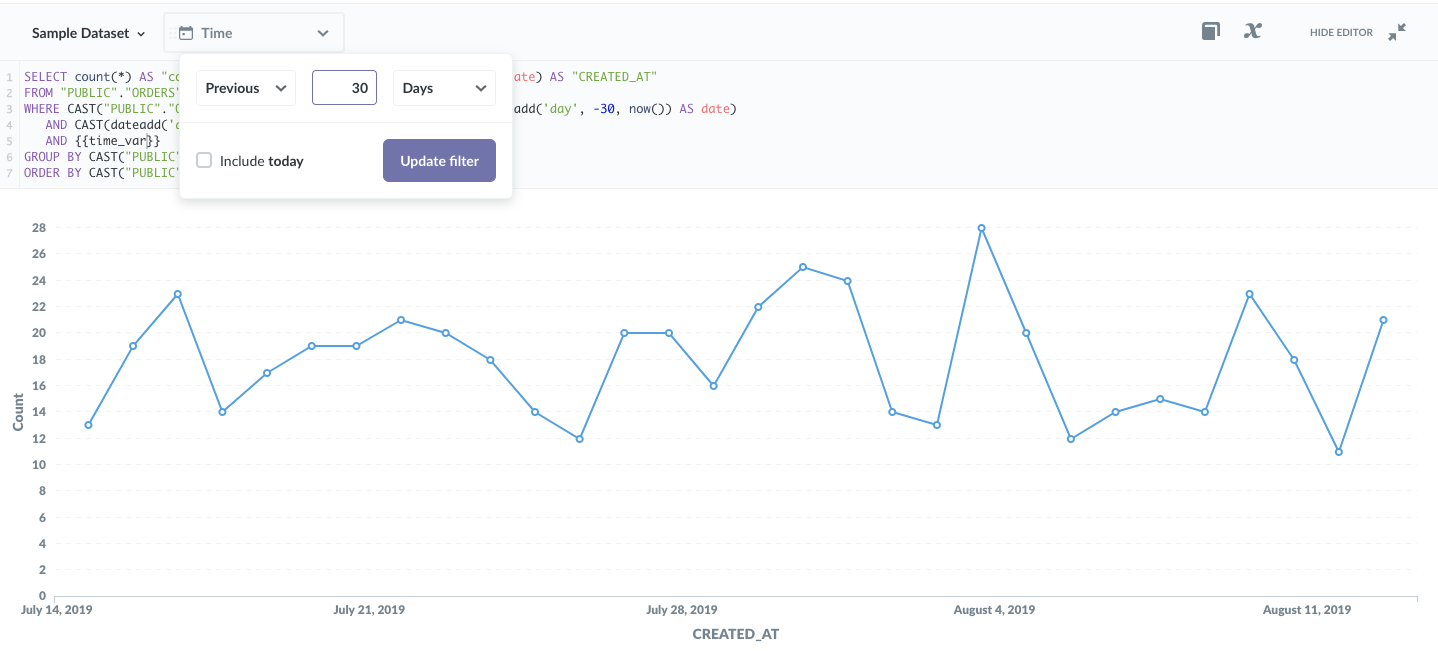 Sample Dataset
Time
HIDE EDITOR
1 SELECT count(*) AS "co ate) AS "CREATED_AT"
2 FROM "PUBLIC"."ORDERS"
3 WHERE CAST("PUBLIC"." add('day', -30, now()) AS date)
4 AND CAST(dateadd('
5 AND {{time_var}}
6 GROUP BY CAST("PUBLIC"
7 ORDER BY CAST("PUBLIC"
Previous 30 Days
Include today
Update filter
28
26
24
22
20
18
16
14
12
10
8
6
4
2
0
Count
July 14, 2019 July 21, 2019 July 28, 2019 August 4, 2019 August 11, 2019
CREATED_AT